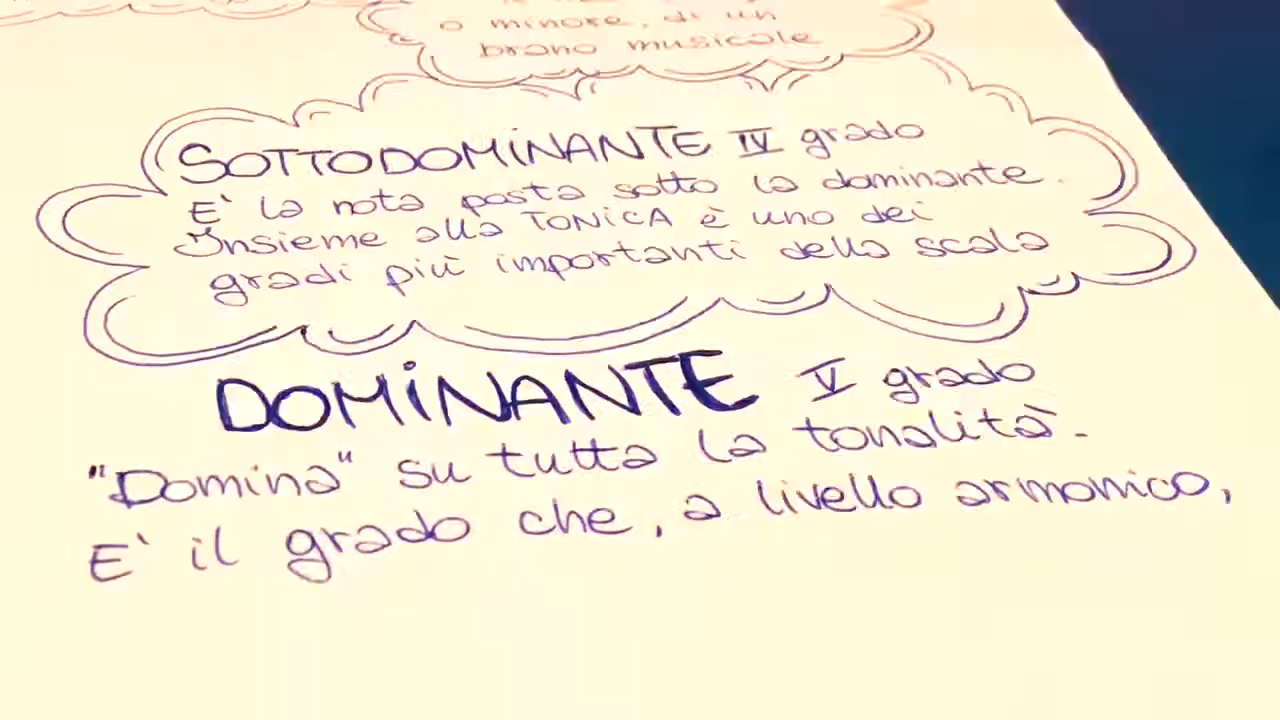 o minore, di un
brano musicale
SOTTODOMINANTE IV grado
E' la nota posta sotto la dominante.
Insieme alla TONICA è uno dei
gradi più importanti della scala
DOMINANTE V grado
"Domina" su tutta la tonalità.
E' il grado che, a livello armonico,